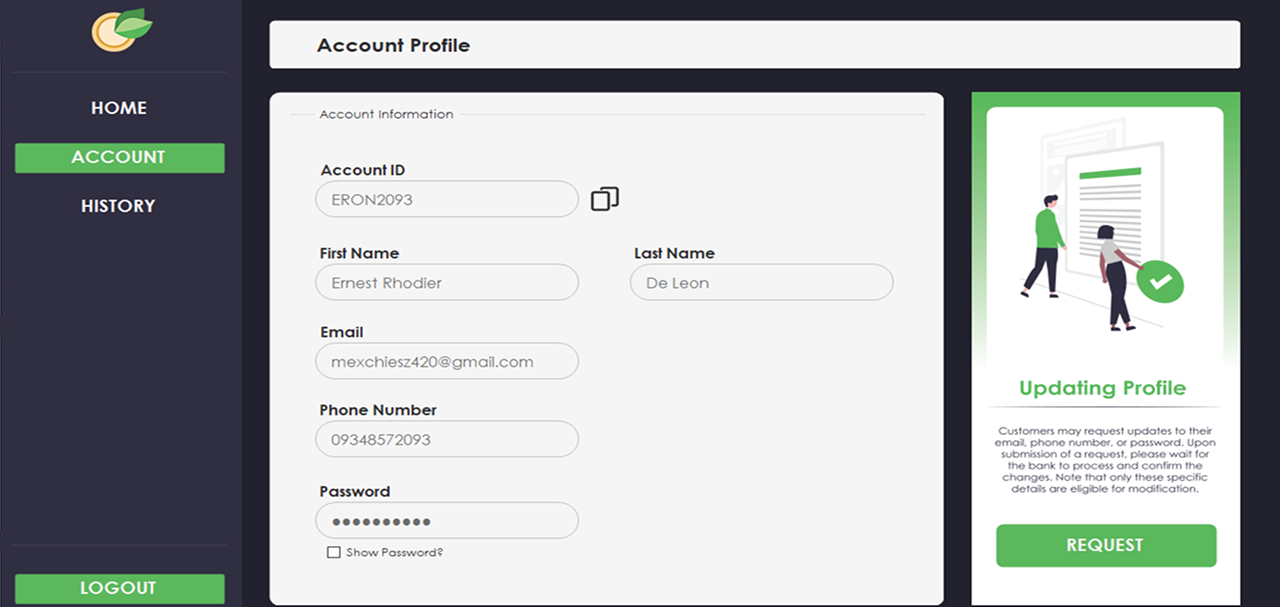 Account Profile
HOME
ACCOUNT
HISTORY
LOGOUT
Account Information
Account ID
ERON2093
First Name
Last Name
Ernest Rhodier
De Leon
Email
mexchiesz420@gmail.com
Phone Number
09348572093
Password
●●●●●●●●●●
Show Password?
Updating Profile
Customers may request updates to their
email, phone number, or password. Upon
submission of a request, please wait for
the bank to process and confirm the
changes. Note that only these specific
details are eligible for modification.
REQUEST